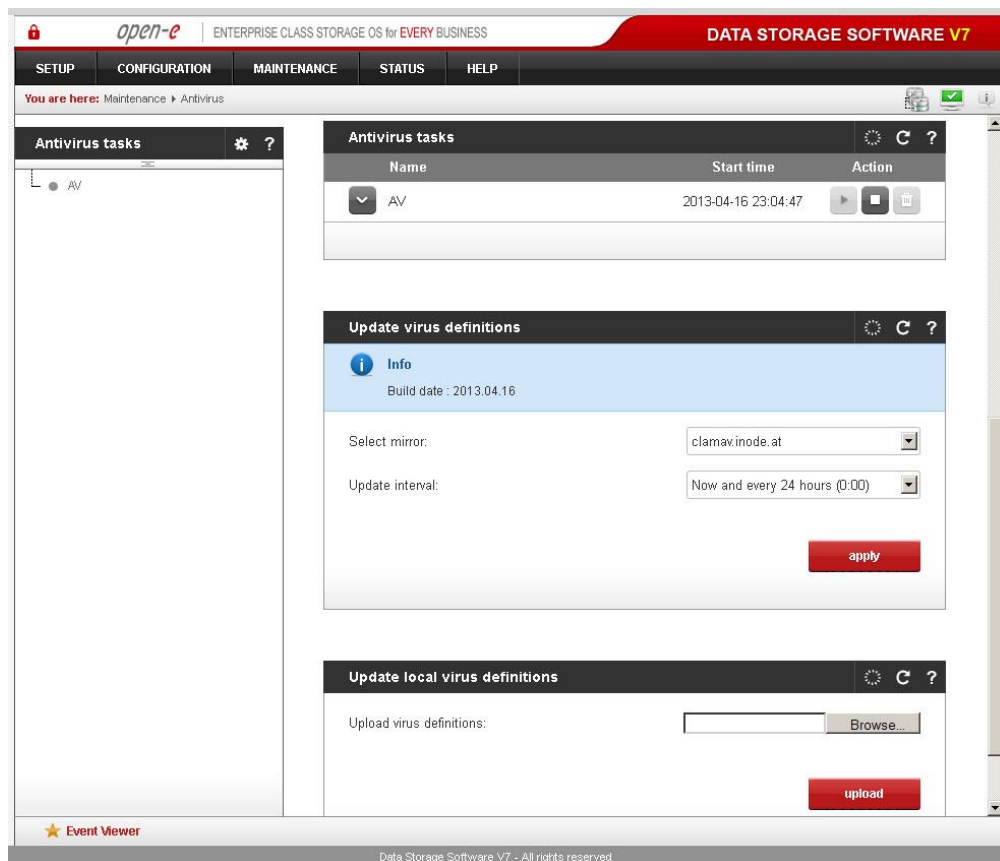 open-e ENTERPRISE CLASS STORAGE OS for EVERY BUSINESS DATA STORAGE SOFTWARE V7
SETUP CONFIGURATION MAINTENANCE STATUS HELP
You are here: Maintenance Antivirus
Antivirus tasks ?
AV
Antivirus tasks ?
Name Start time Action
AV 2013-04-16 23:04:47
Update virus definitions ?
Info
Build date : 2013.04.16
Select mirror: clamav.inode.at
Update interval: Now and every 24 hours (0:00)
apply
Update local virus definitions ?
Upload virus definitions: Browse...
upload
Event Viewer
Data Storage Software V7 - All rights reserved